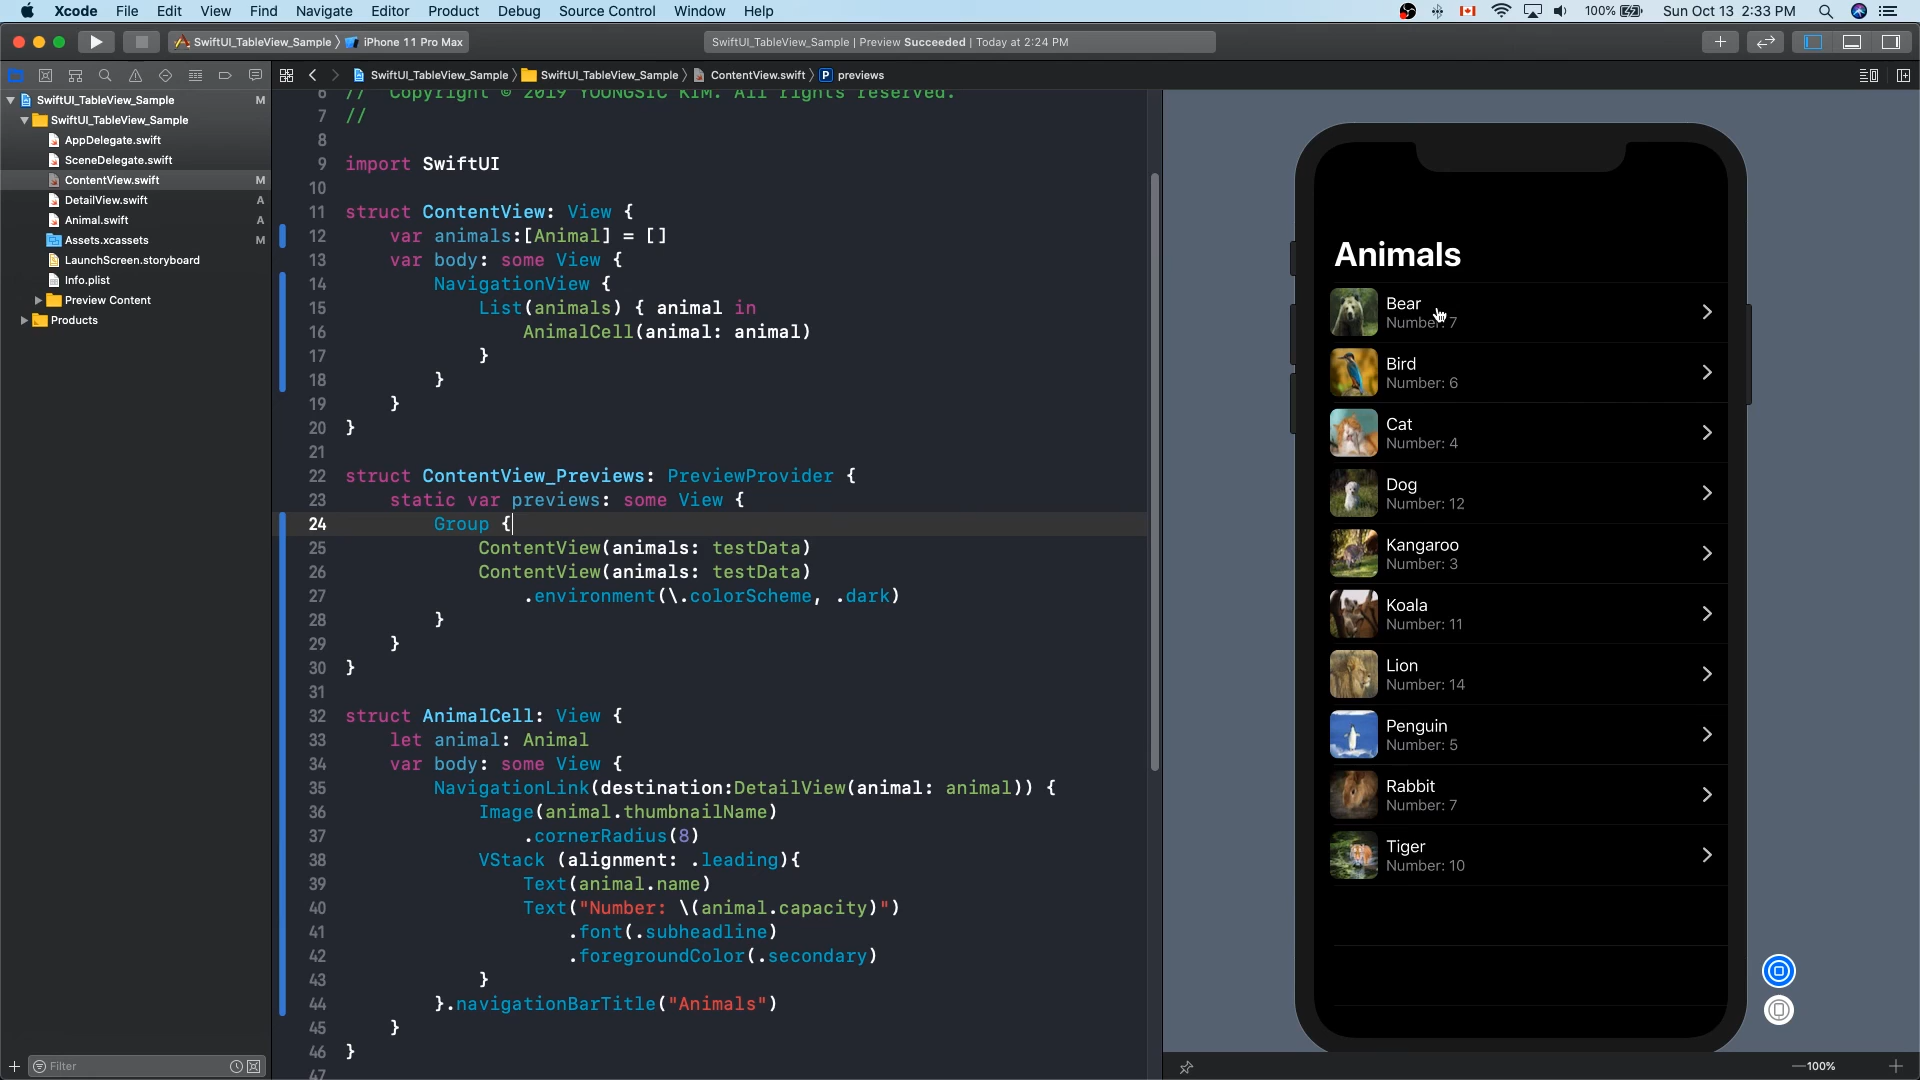 Xcode File Edit View Find Navigate Editor Product Debug Source Control Window Help 100% Sun Oct 13 2:33 PM
SwiftUI_TableView_Sample iPhone 11 Pro Max SwiftUI_TableView_Sample | Preview Succeeded | Today at 2:24 PM
SwiftUI_TableView_Sample SwiftUI_TableView_Sample ContentView.swift P previews
SwiftUI_TableView_Sample M
SwiftUI_TableView_Sample
AppDelegate.swift
SceneDelegate.swift
ContentView.swift M
DetailView.swift A
Animal.swift A
Assets.xcassets M
LaunchScreen.storyboard
Info.plist
Preview Content
Products
Filter
6 // Copyright © 2019 YOUNGSIC KIM. All rights reserved.
7 //
8
9 import SwiftUI
10
11 struct ContentView: View {
12 var animals:[Animal] = []
13 var body: some View {
14 NavigationView {
15 List(animals) { animal in
16 AnimalCell(animal: animal)
17 }
18 }
19 }
20 }
21
22 struct ContentView_Previews: PreviewProvider {
23 static var previews: some View {
24 Group {
25 ContentView(animals: testData)
26 ContentView(animals: testData)
27 .environment(\.colorScheme, .dark)
28 }
29 }
30 }
31
32 struct AnimalCell: View {
33 let animal: Animal
34 var body: some View {
35 NavigationLink(destination:DetailView(animal: animal)) {
36 Image(animal.thumbnailName)
37 .cornerRadius(8)
38 VStack (alignment: .leading){
39 Text(animal.name)
40 Text("Number: \(animal.capacity)")
41 .font(.subheadline)
42 .foregroundColor(.secondary)
43 }
44 }.navigationBarTitle("Animals")
45 }
46 }
47
Animals
Bear
Number: 7
Bird
Number: 6
Cat
Number: 4
Dog
Number: 12
Kangaroo
Number: 3
Koala
Number: 11
Lion
Number: 14
Penguin
Number: 5
Rabbit
Number: 7
Tiger
Number: 10
100%